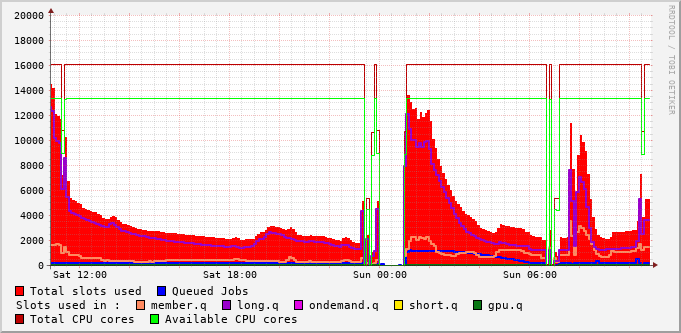 20000
18000
16000
14000
12000
10000
8000
6000
4000
2000
0
Sat 12:00 Sat 18:00 Sun 00:00 Sun 06:00
RRDTOOL / TOBI OETIKER
Total slots used Queued Jobs
Slots used in : member.q long.q ondemand.q short.q gpu.q
Total CPU cores Available CPU cores